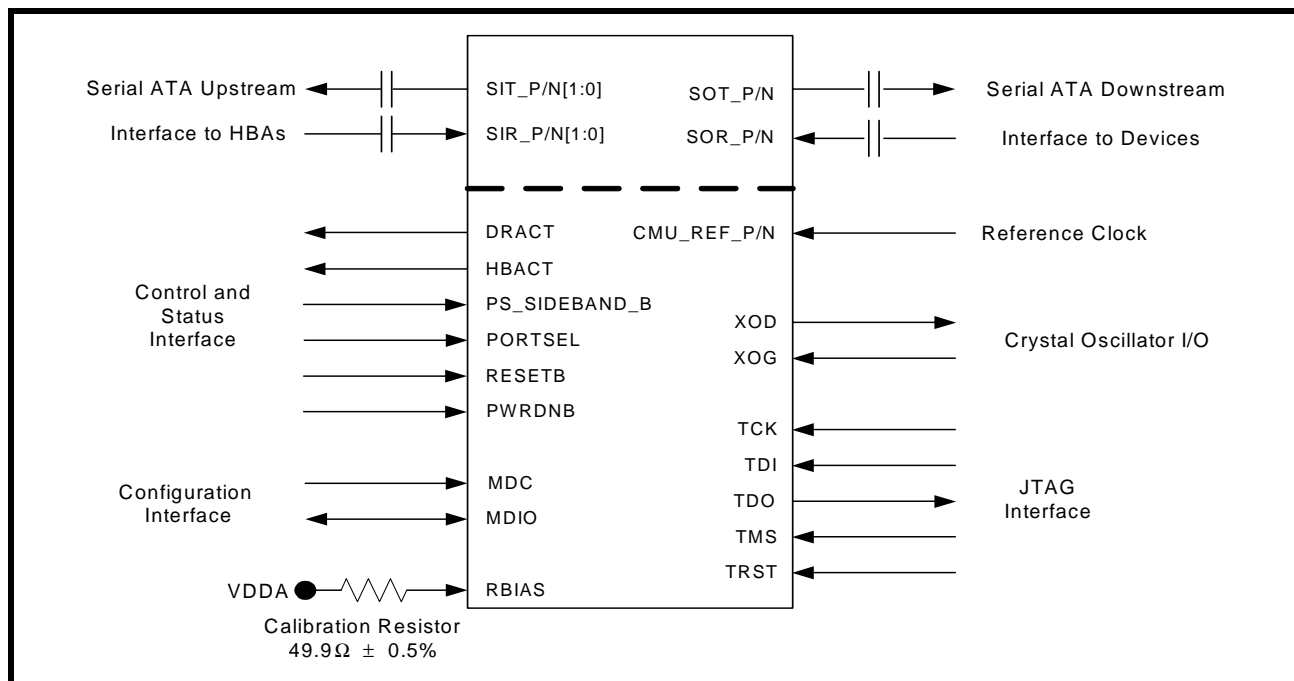 Serial ATA Upstream
Interface to HBAs
SIT_P/N[1:0]
SIR_P/N[1:0]
SOT_P/N
SOR_P/N
Serial ATA Downstream
Interface to Devices
Control and
Status
Interface
DRACT
HBACT
PS_SIDEBAND_B
PORTSEL
RESETB
PWRDNB
CMU_REF_P/N
Reference Clock
XOD
XOG
Crystal Oscillator I/O
Configuration
Interface
MDC
MDIO
TCK
TDI
TDO
TMS
TRST
JTAG
Interface
VDDA
RBIAS
Calibration Resistor
49.9Ω ± 0.5%